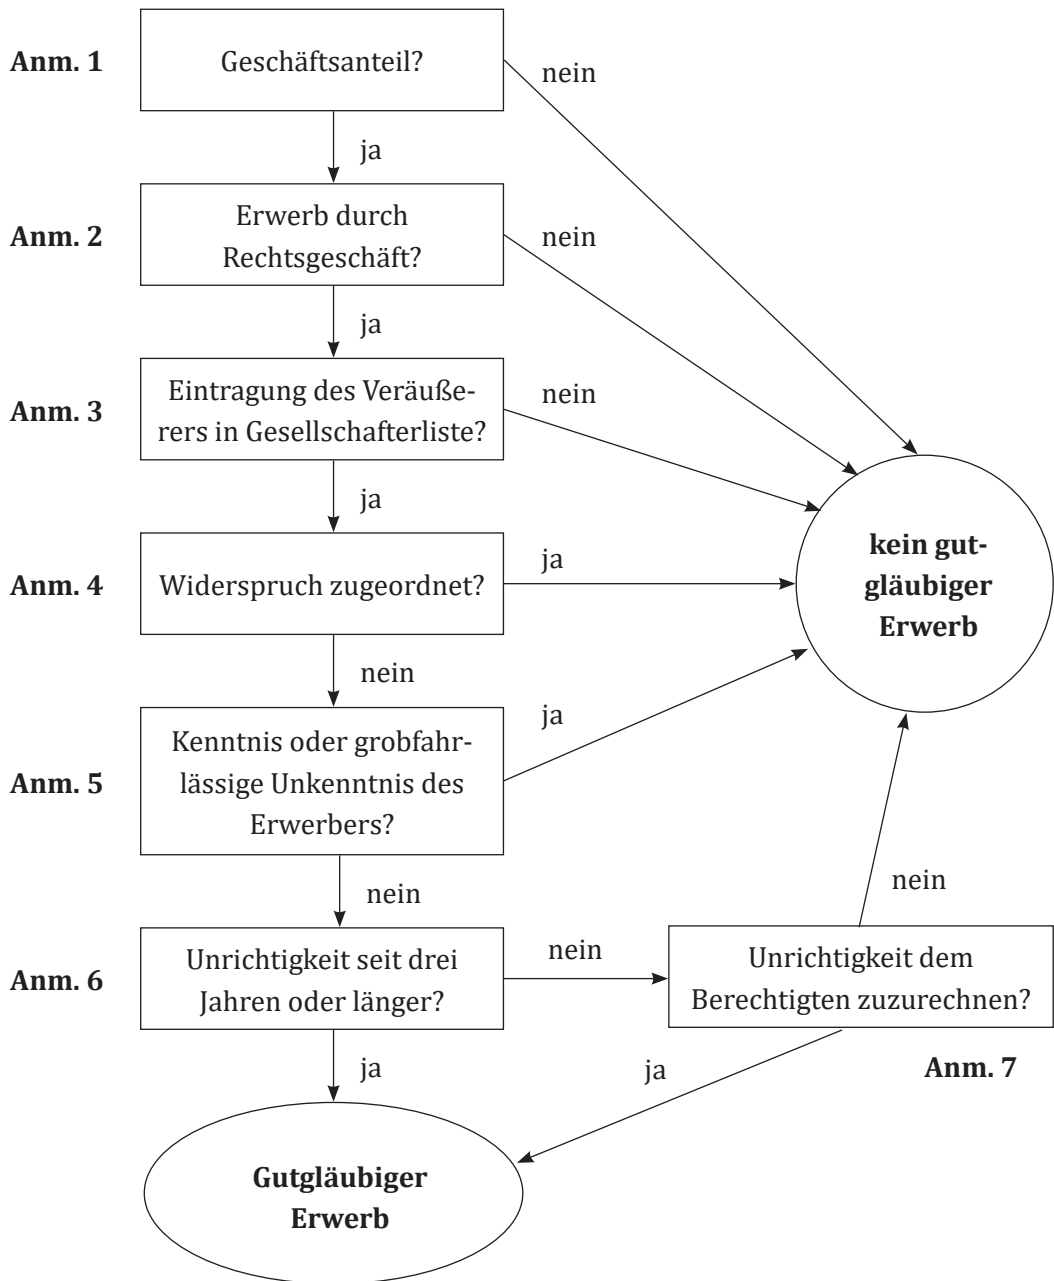 Anm. 1
Geschäftsanteil?
nein
ja
Anm. 2
Erwerb durch
Rechtsgeschäft?
nein
ja
Anm. 3
Eintragung des Veräuße-
rers in Gesellschafterliste?
nein
ja
Anm. 4
Widerspruch zugeordnet?
ja
kein gut-
gläubiger
Erwerb
nein
Anm. 5
Kenntnis oder grobfahr-
lässige Unkenntnis des
Erwerbers?
ja
nein
nein
Anm. 6
Unrichtigkeit seit drei
Jahren oder länger?
nein
Unrichtigkeit dem
Berechtigten zuzurechnen?
Anm. 7
ja
ja
Gutgläubiger
Erwerb